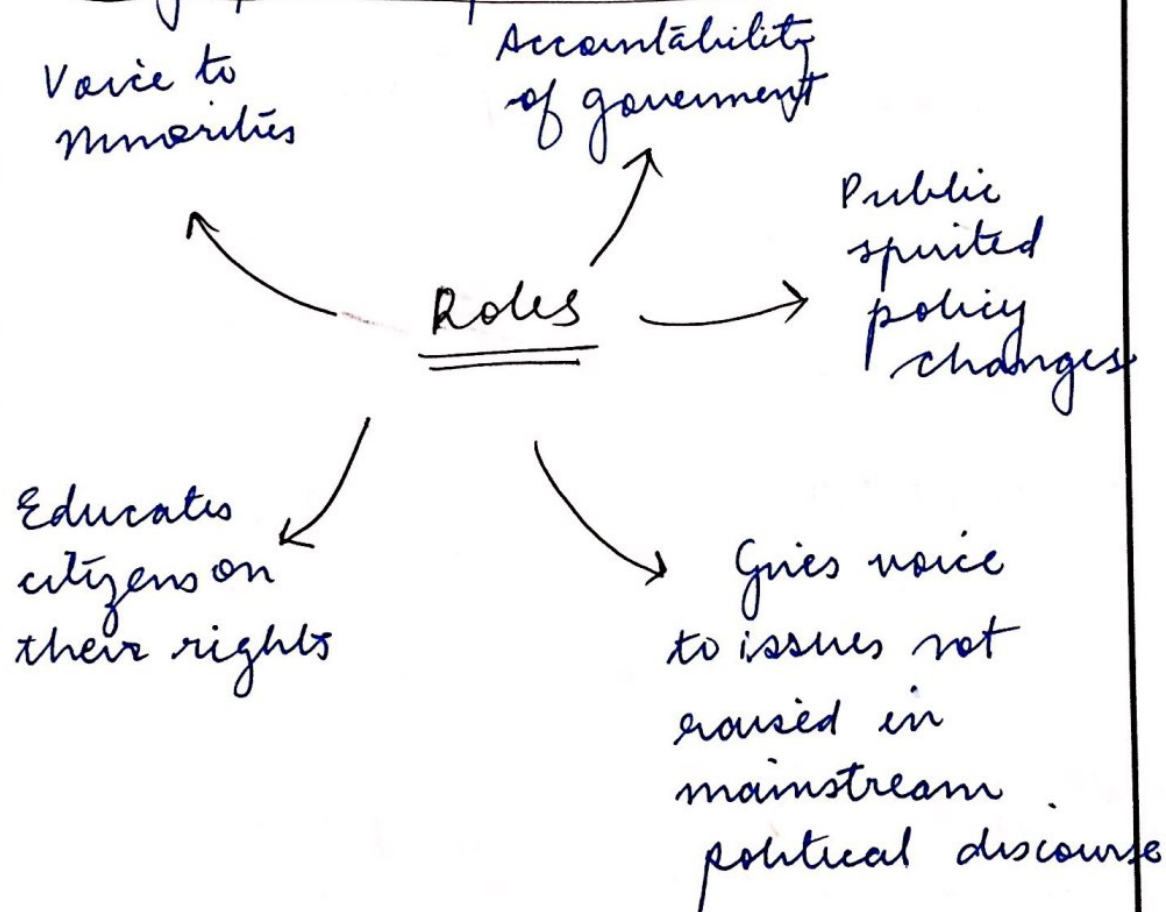 Voice to
minorities
Accountability
of government
Public
spirited
policy
changes
Roles
Educates
citizens on
their rights
Gives voice
to issues not
raised in
mainstream
political discourse